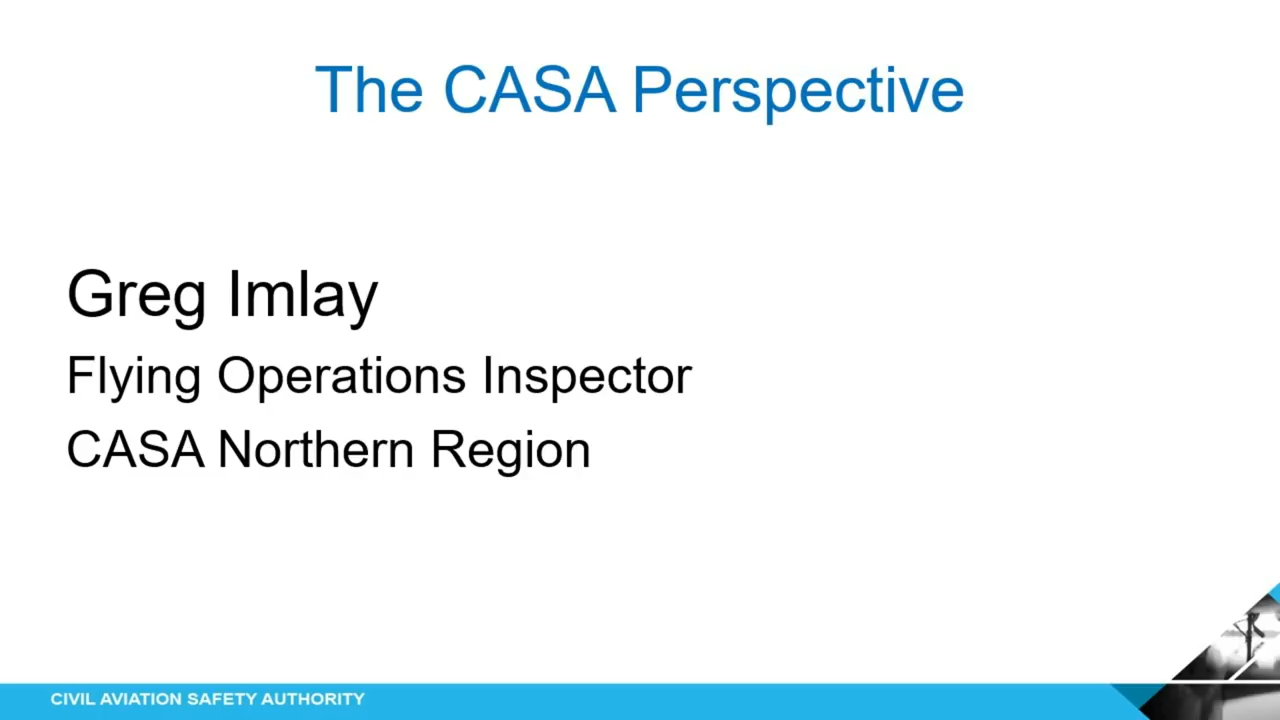 The CASA Perspective
Greg Imlay
Flying Operations Inspector
CASA Northern Region
CIVIL AVIATION SAFETY AUTHORITY